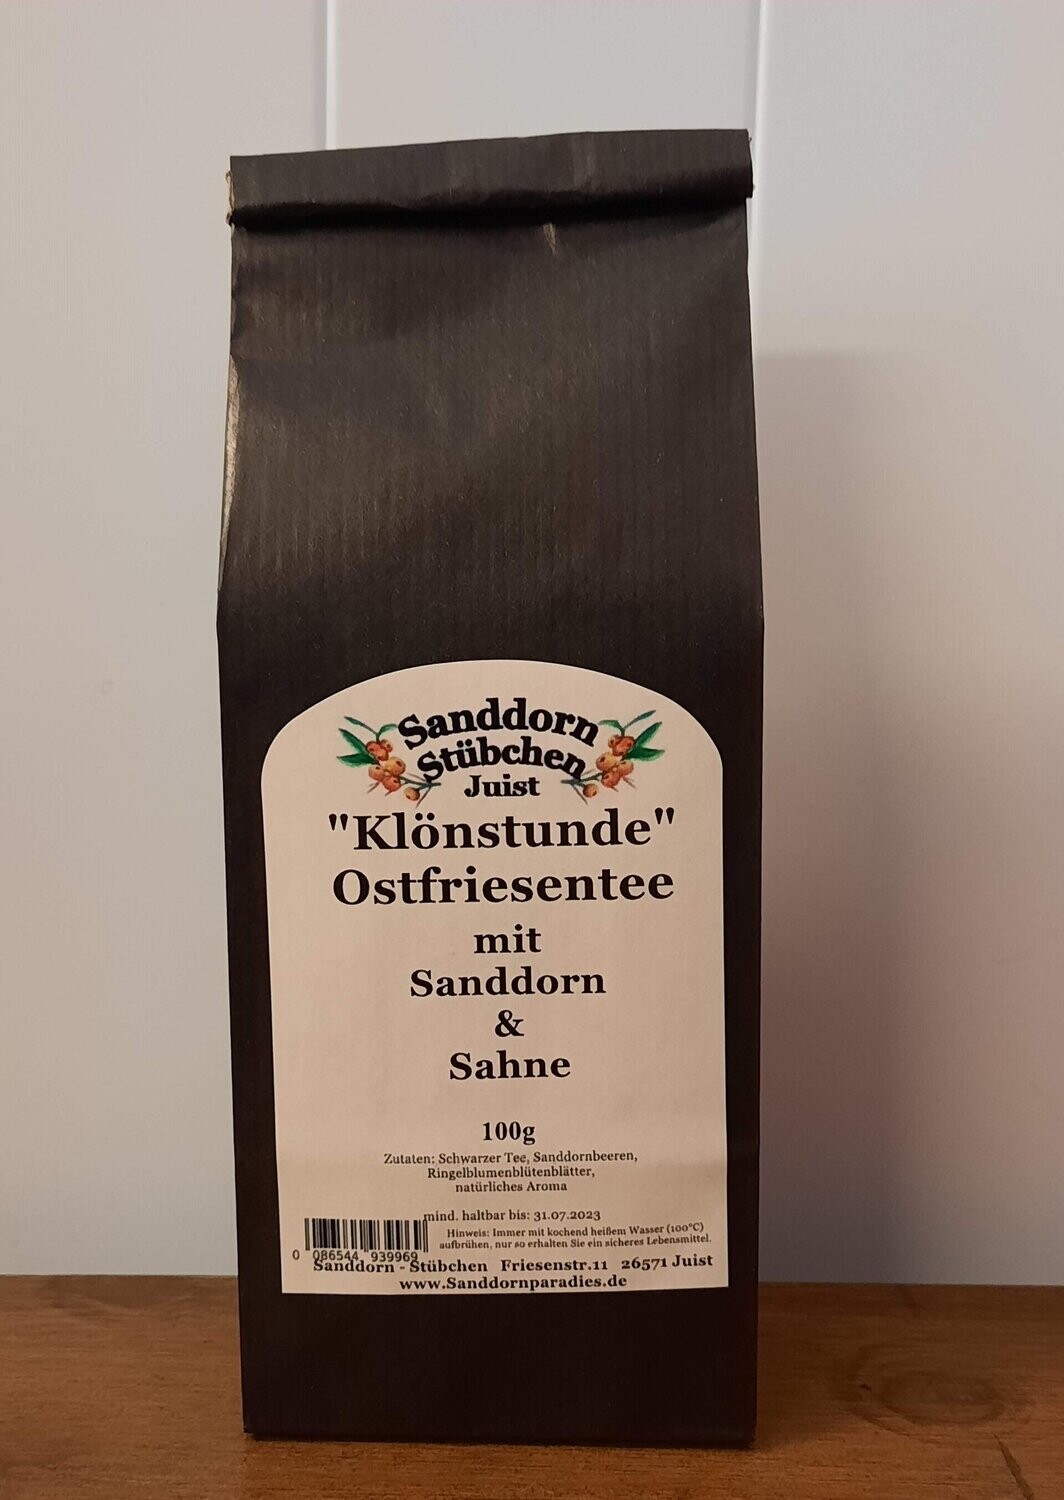 Sanddorn
Stübchen
Juist
"Klönstunde"
Ostfriesentee
mit
Sanddorn
&
Sahne
100g
Zutaten: Schwarzer Tee, Sanddornbeeren,
Ringelblumenblütenblätter,
natürliches Aroma
mind. haltbar bis: 31.07.2023
Hinweis: Immer mit kochend heißem Wasser (100°C)
aufbrühen, nur so erhalten Sie ein sicheres Lebensmittel.
0 086544 939969
Sanddorn - Stübchen Friesenstr.11 26571 Juist
www.Sanddornparadies.de